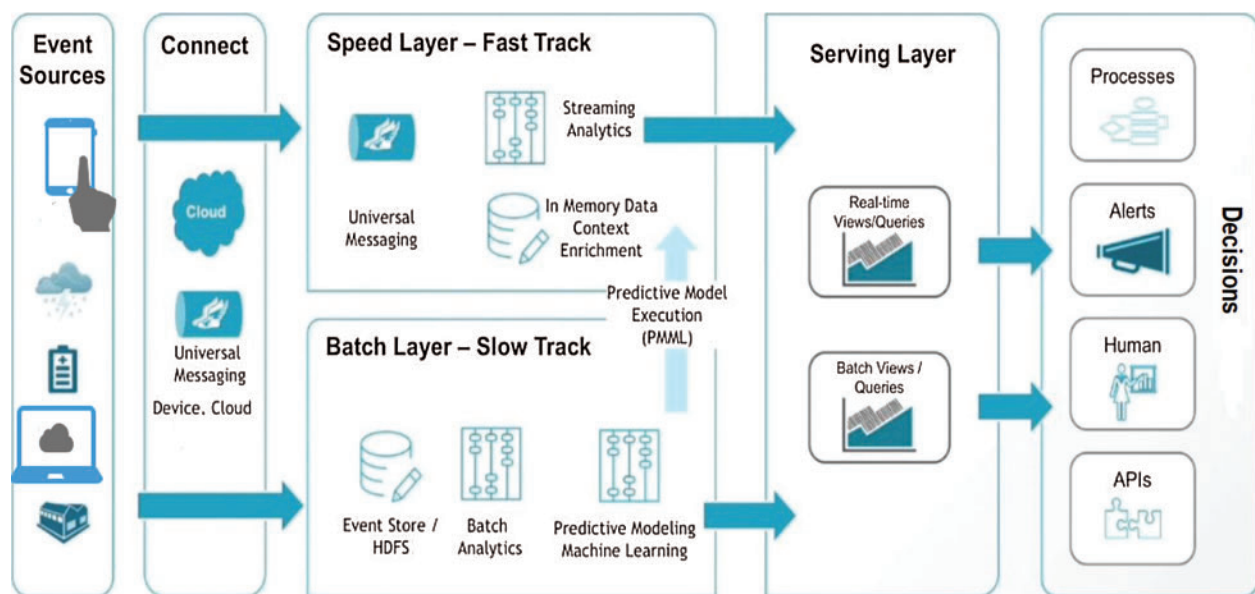 Event
Sources
Connect
Cloud
Universal
Messaging
Device, Cloud
Speed Layer – Fast Track
Universal
Messaging
Streaming
Analytics
In Memory Data
Context
Enrichment
Predictive Model
Execution
(PMML)
Batch Layer – Slow Track
Event Store /
HDFS
Batch
Analytics
Predictive Modeling
Machine Learning
Serving Layer
Real-time
Views/Queries
Batch Views /
Queries
Processes
Alerts
Human
APIs
Decisions